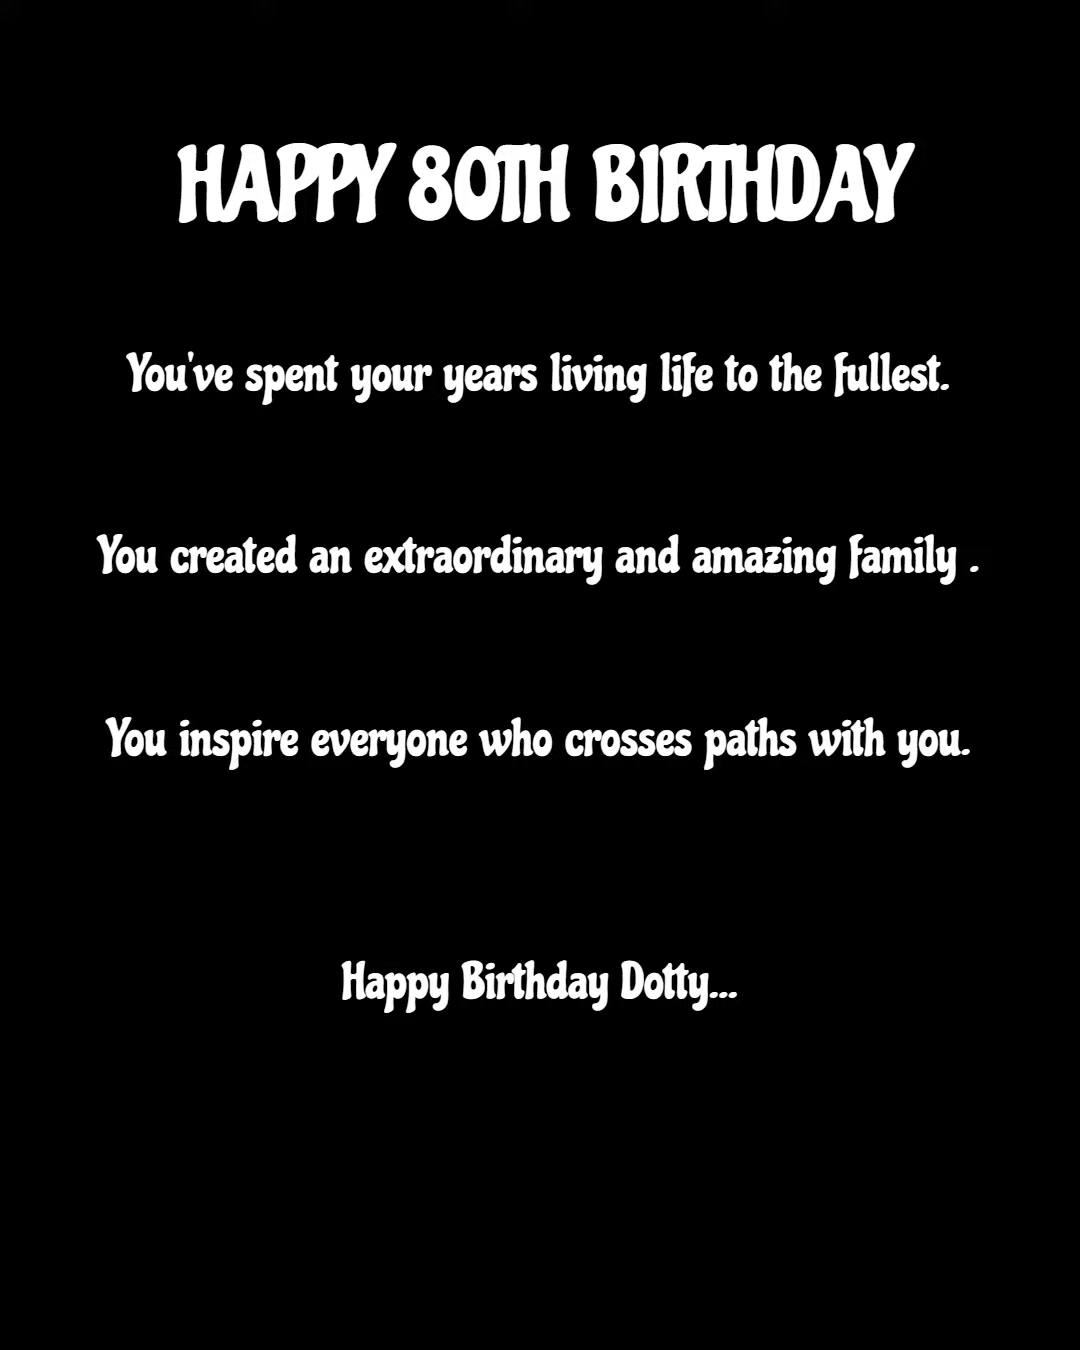 HAPPY 80TH BIRTHDAY
You've spent your years living life to the fullest.
You created an extraordinary and amazing family .
You inspire everyone who crosses paths with you.
Happy Birthday Dotty...